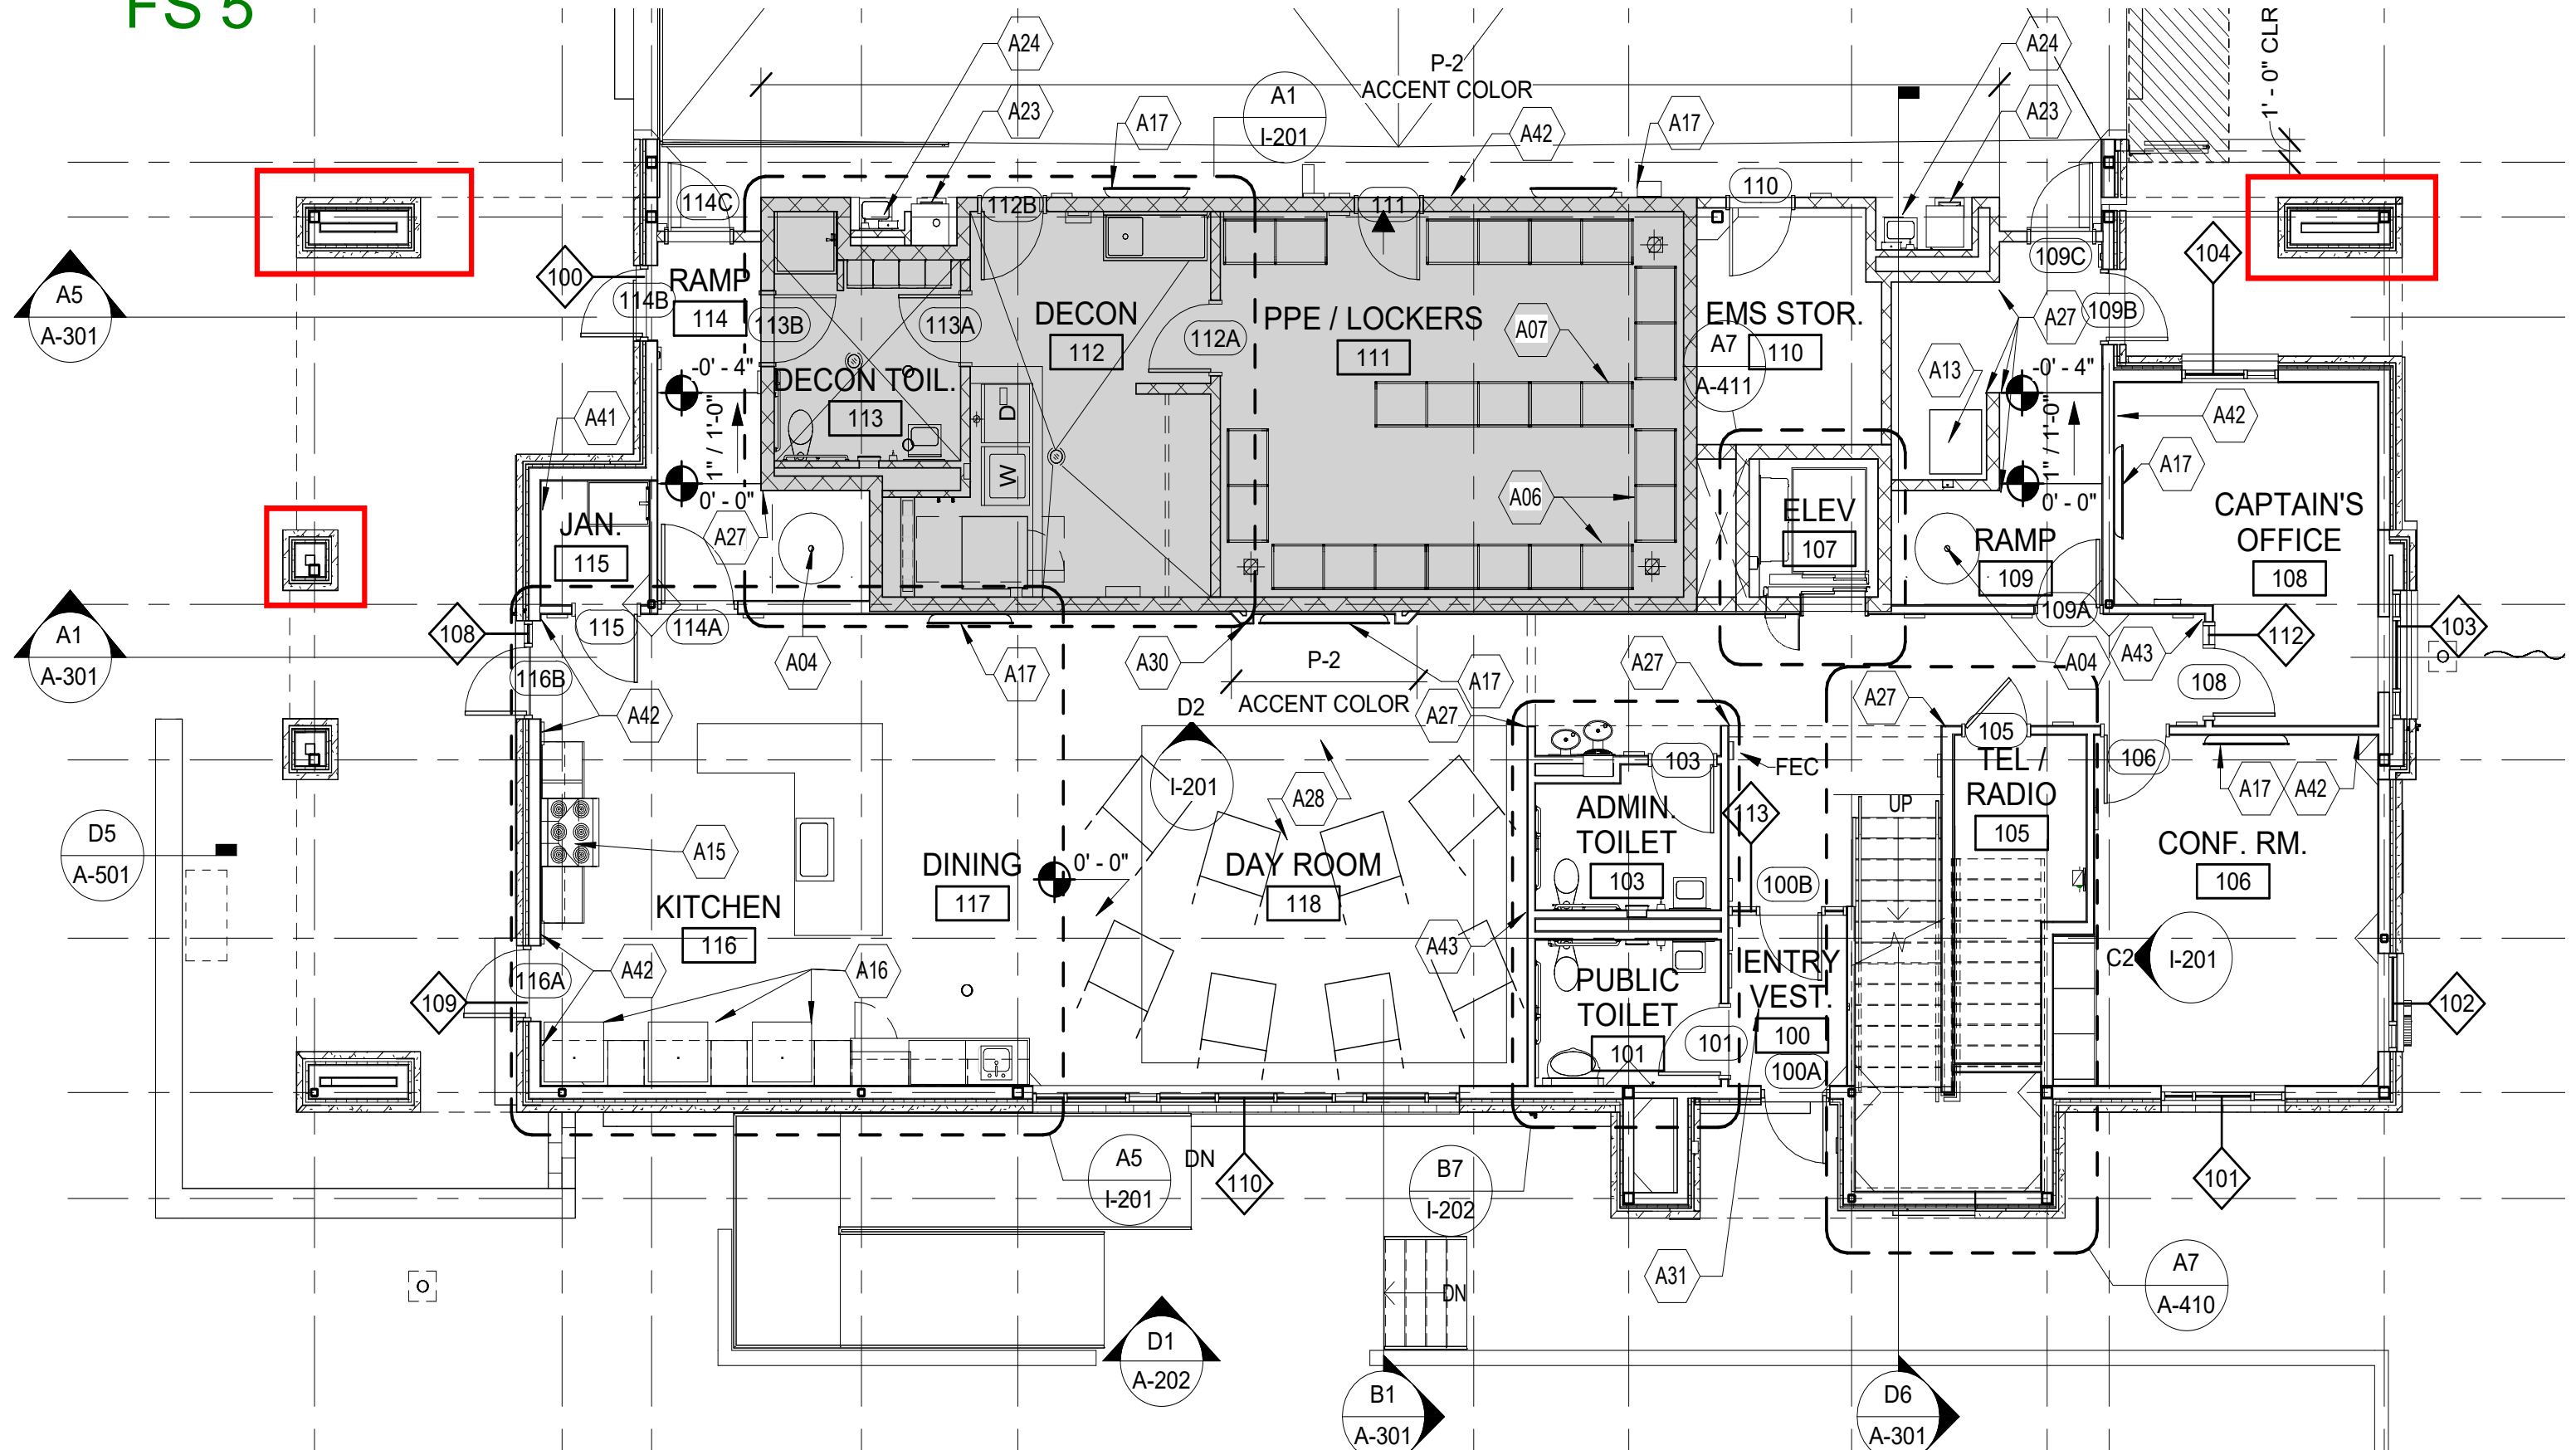 FS 5
A24
A23
A17
A1
I-201
P-2
ACCENT COLOR
A42
A17
A24
A23
1' - 0" CLR
114C
112B
111
110
A5
A-301
100
114B
RAMP
114
113B
113A
DECON
112
112A
PPE / LOCKERS
111
A07
EMS STOR.
110
A7
A-411
A27
109C
109B
104
-0' - 4"
DECON TOIL.
113
D
A13
-0' - 4"
A42
A41
1" / 1'-0"
1" / 1'-0"
A17
0' - 0"
W
A06
0' - 0"
CAPTAIN'S
OFFICE
108
JAN.
115
A27
ELEV
107
RAMP
109
A1
A-301
108
115
114A
109A
112
103
116B
A04
A17
A30
P-2
ACCENT COLOR
A17
A27
A04
A43
108
A42
D2
I-201
A27
A27
105
106
103
FEC
TEL /
RADIO
105
A17
A42
A28
ADMIN.
TOILET
103
113
UP
D5
A-501
A15
DINING
117
0' - 0"
DAY ROOM
118
100B
CONF. RM.
106
KITCHEN
116
A43
C2
I-201
116A
A42
A16
PUBLIC
TOILET
101
ENTRY
VEST.
100
109
101
100A
102
A5
I-201
DN
110
B7
I-202
101
A31
A7
A-410
DN
D1
A-202
B1
A-301
D6
A-301